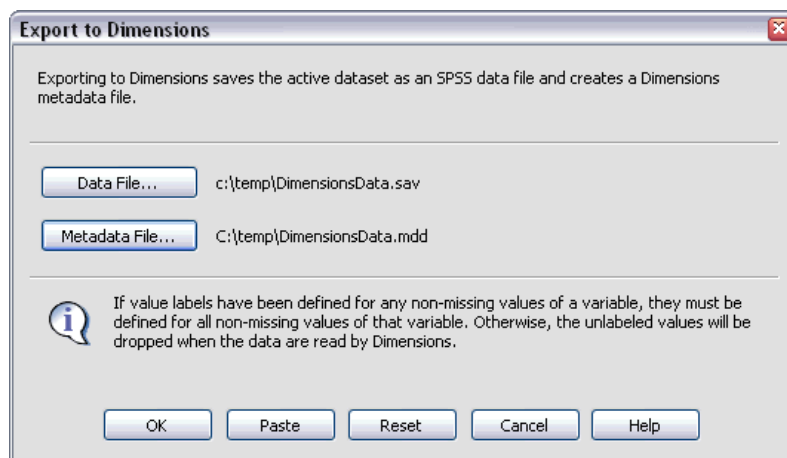 Export to Dimensions
Exporting to Dimensions saves the active dataset as an SPSS data file and creates a Dimensions
metadata file.
Data File... c:\temp\DimensionsData.sav
Metadata File... C:\temp\DimensionsData.mdd
If value labels have been defined for any non-missing values of a variable, they must be
defined for all non-missing values of that variable. Otherwise, the unlabeled values will be
dropped when the data are read by Dimensions.
OK Paste Reset Cancel Help